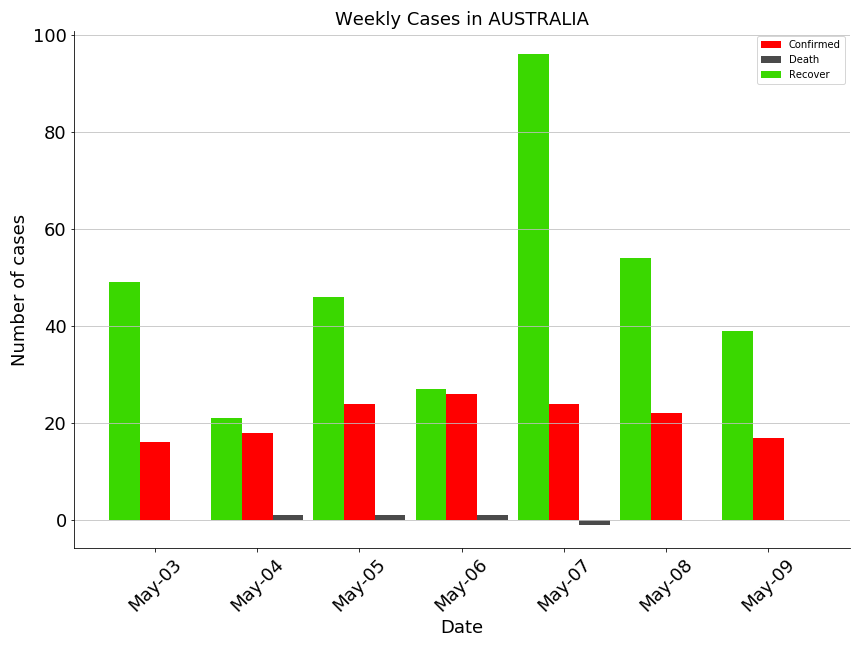 Weekly Cases in AUSTRALIA
Confirmed
Death
Recover
Number of cases
100
80
60
40
20
0
May-03
May-04
May-05
May-06
May-07
May-08
May-09
Date